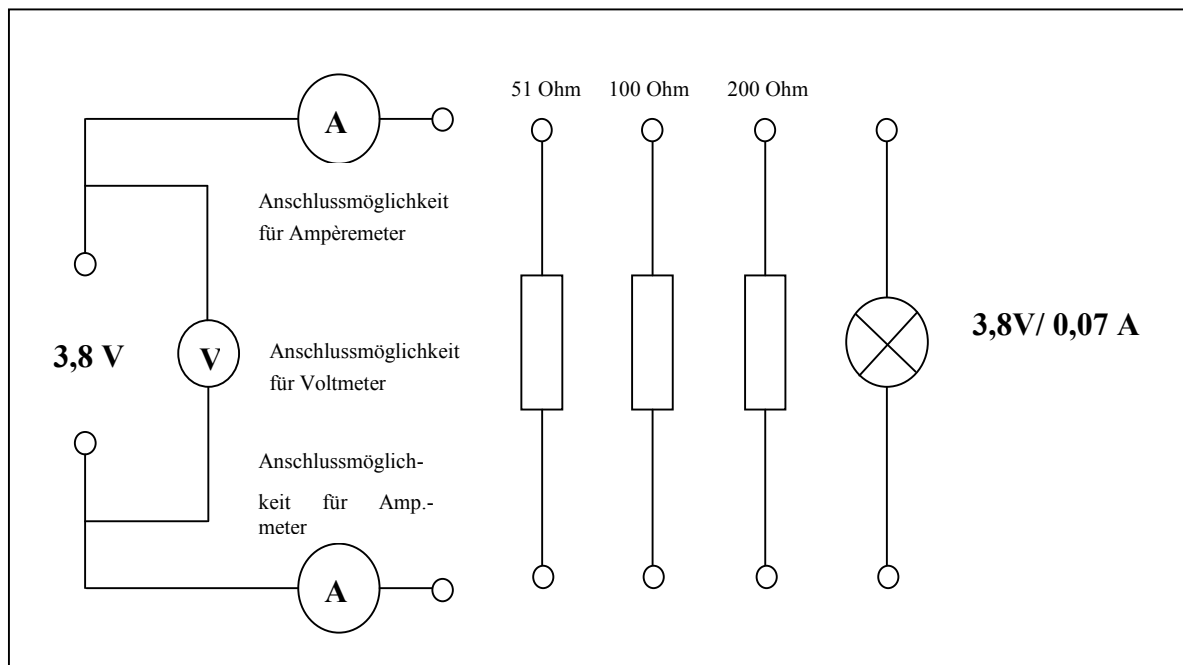 51 Ohm 100 Ohm 200 Ohm
A
Anschlussmöglichkeit
für Ampèremeter
3,8 V
V
Anschlussmöglichkeit
für Voltmeter
3,8V/ 0,07 A
Anschlussmöglich-
keit für Amp.-
meter
A